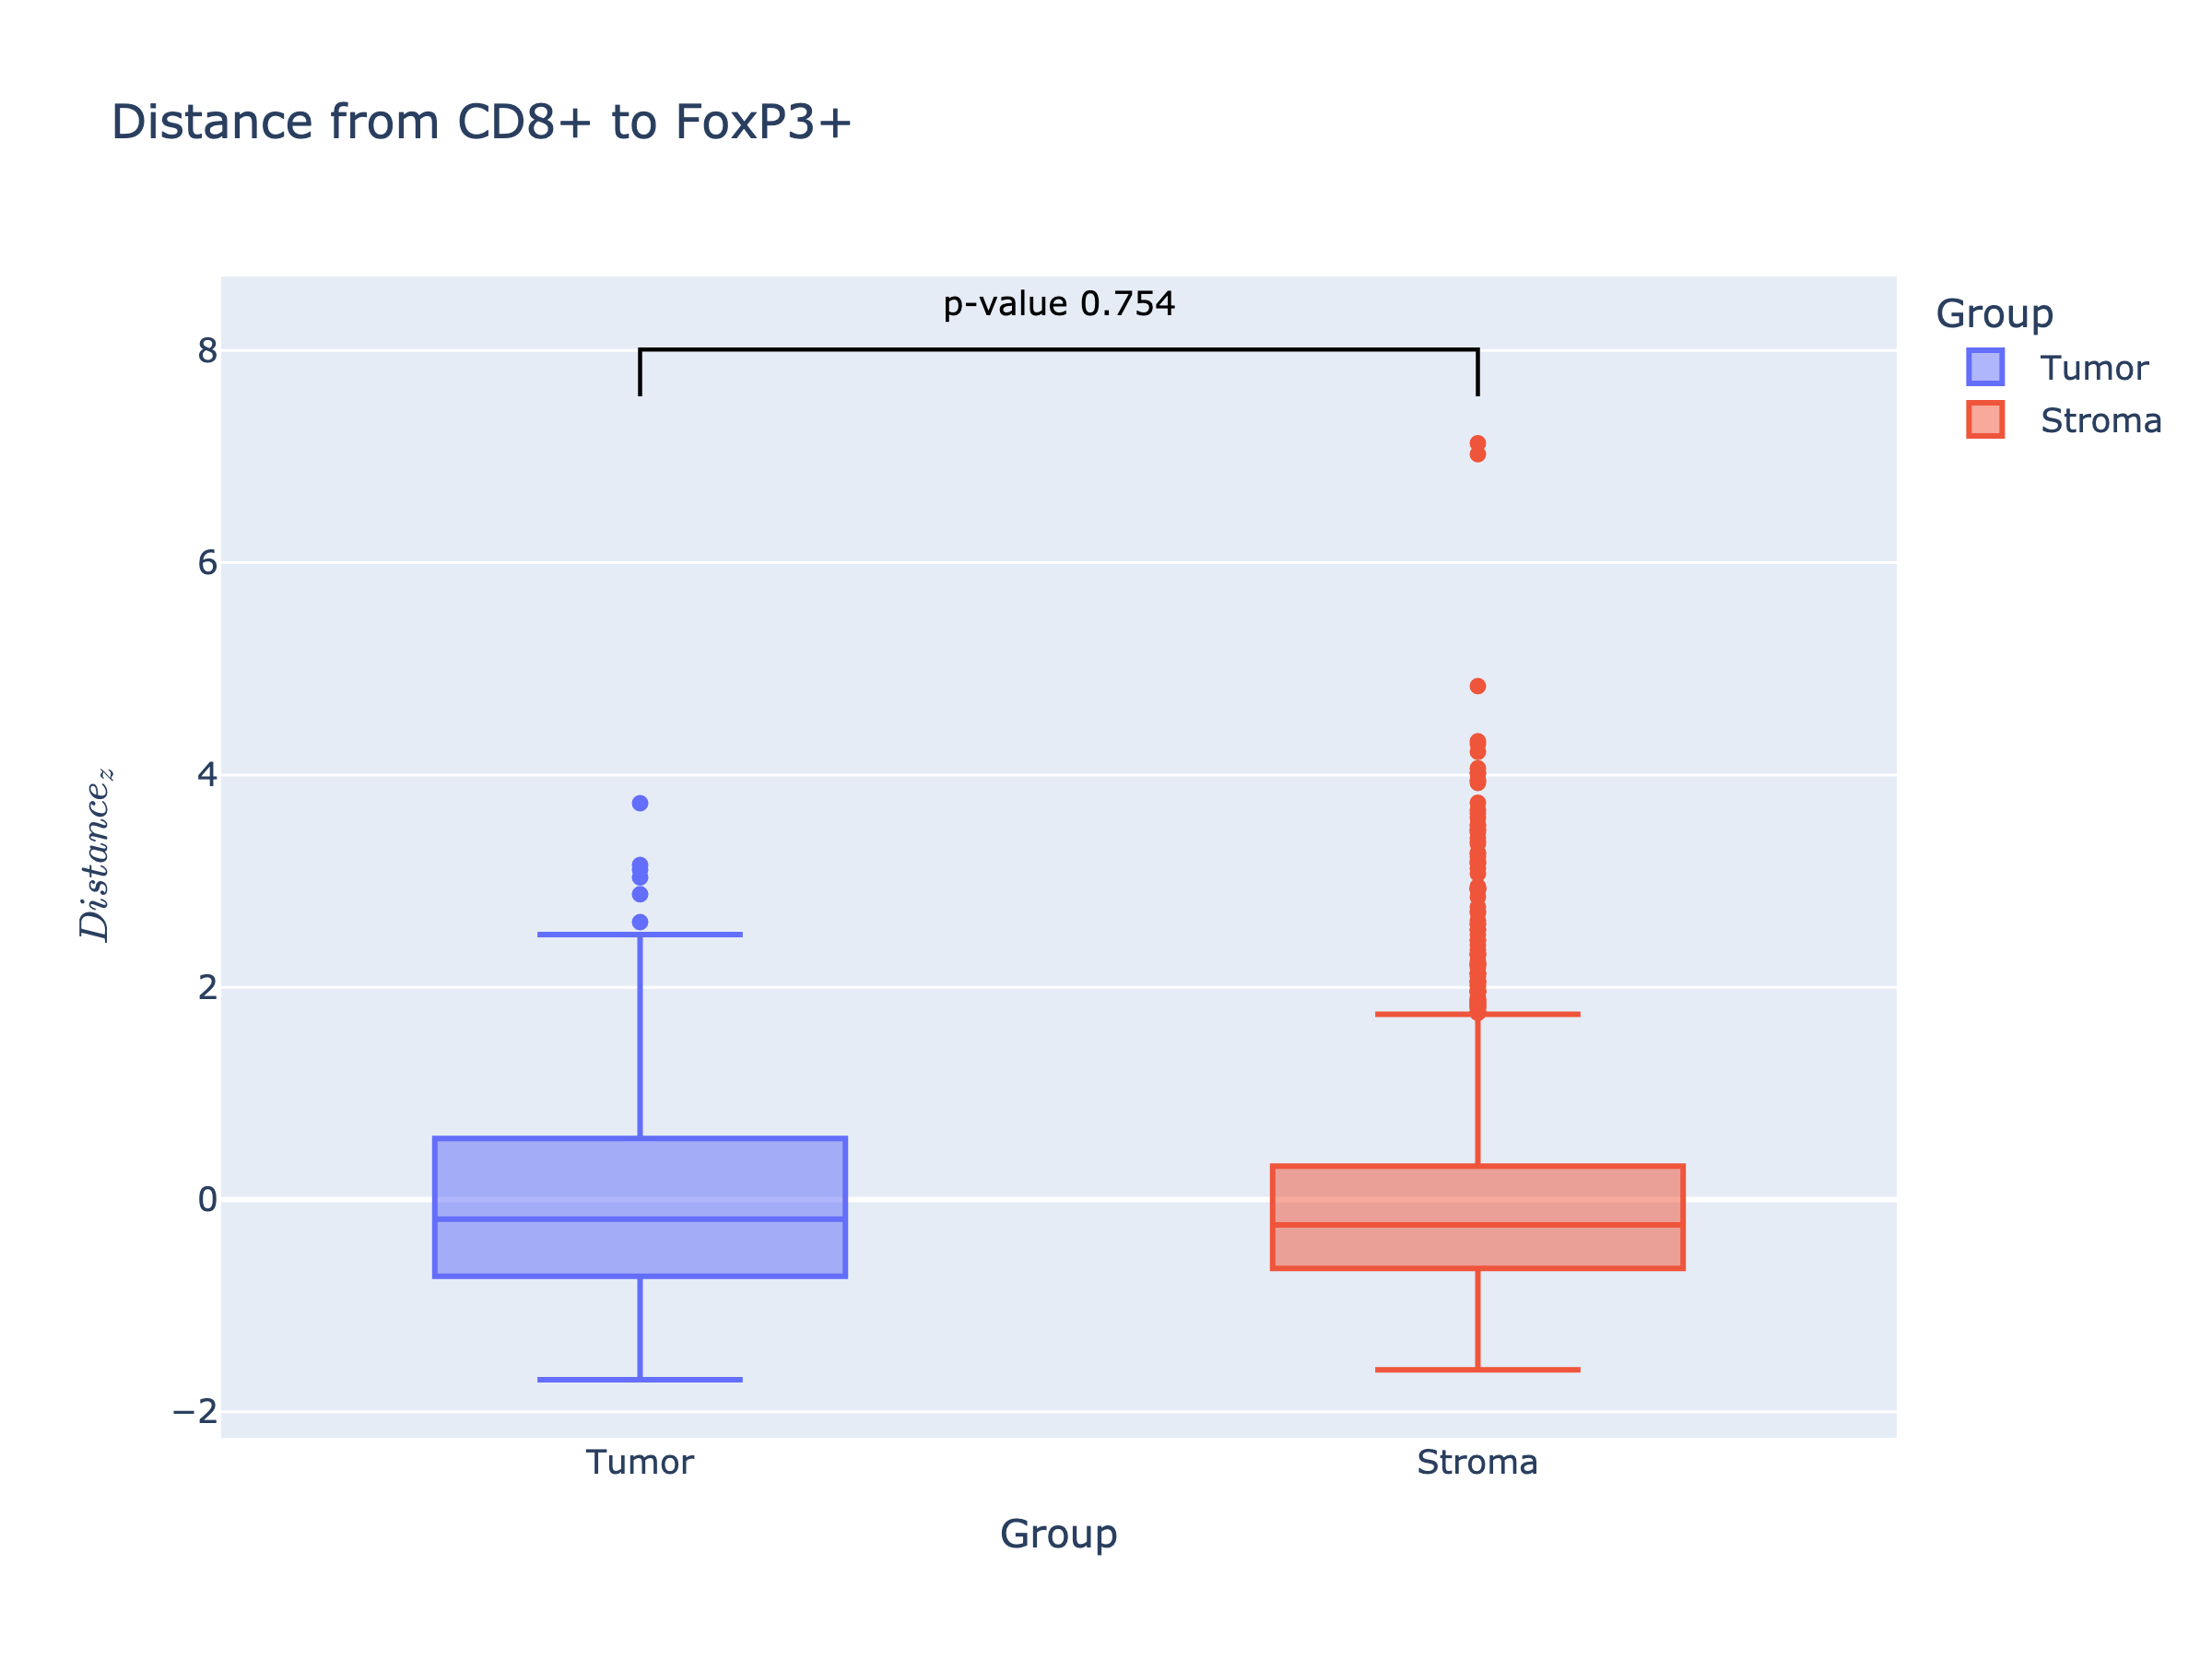 Distance from CD8+ to FoxP3+
p-value 0.754
Group
Tumor
Stroma
8
6
4
2
0
−2
Distance_z
Tumor
Stroma
Group